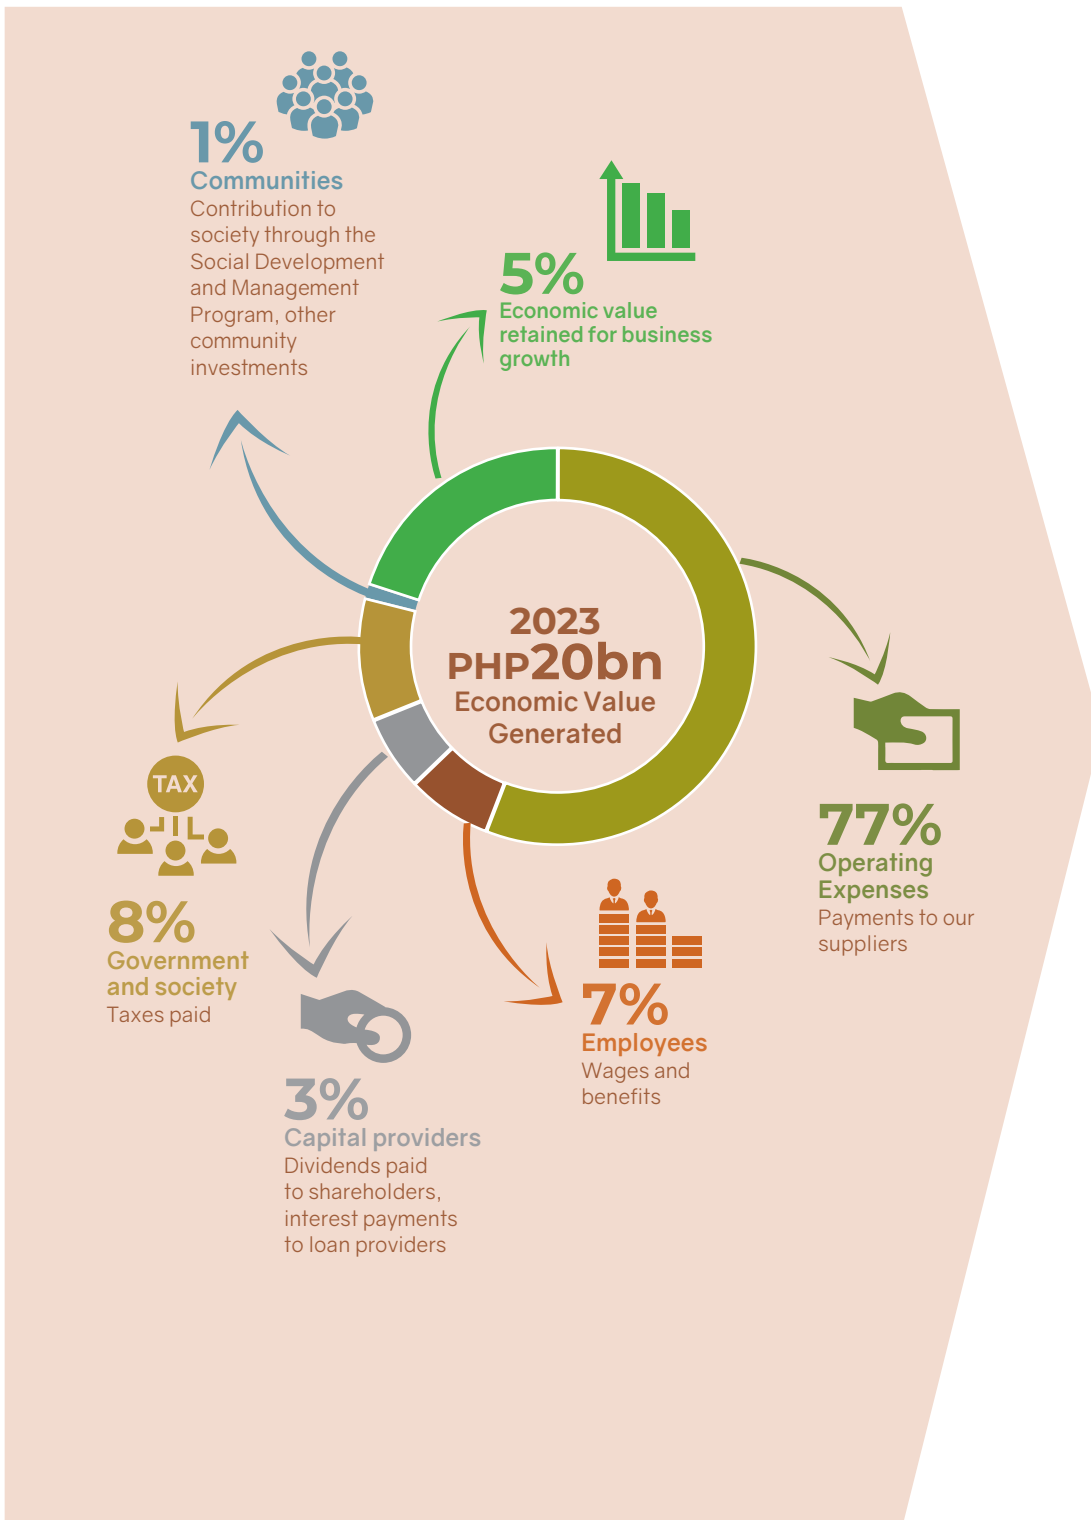 1%
Communities
Contribution to
society through the
Social Development
and Management
Program, other
community
investments
5%
Economic value
retained for business
growth
2023
PHP20bn
Economic Value
Generated
77%
Operating
Expenses
Payments to our
suppliers
TAX
8%
Government
and society
Taxes paid
7%
Employees
Wages and
benefits
3%
Capital providers
Dividends paid
to shareholders,
interest payments
to loan providers